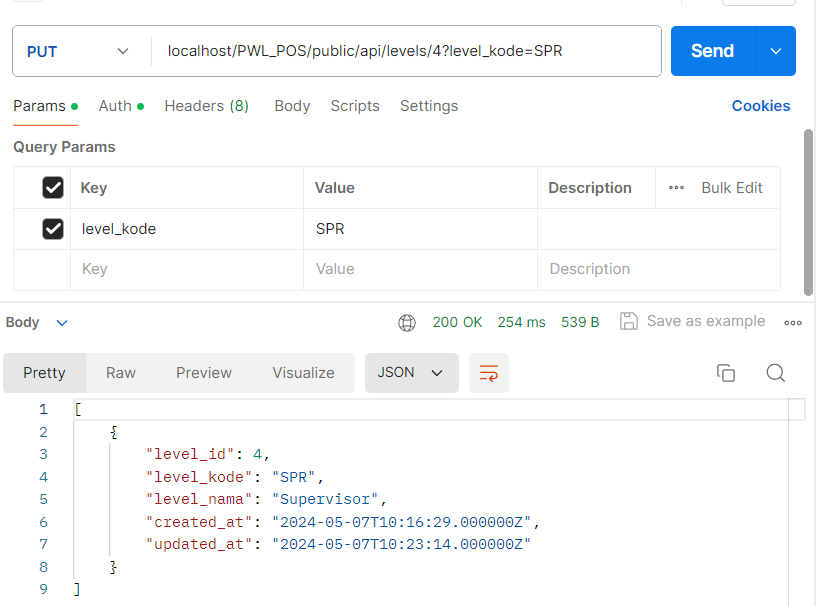 PUT localhost/PWL_POS/public/api/levels/4?level_kode=SPR Send
Params Auth Headers (8) Body Scripts Settings Cookies
Query Params
Key Value Description Bulk Edit
level_kode SPR
Key Value Description
Body 200 OK 254 ms 539 B Save as example
Pretty Raw Preview Visualize JSON
1 [
2 {
3 "level_id": 4,
4 "level_kode": "SPR",
5 "level_nama": "Supervisor",
6 "created_at": "2024-05-07T10:16:29.000000Z",
7 "updated_at": "2024-05-07T10:23:14.000000Z"
8 }
9 ]